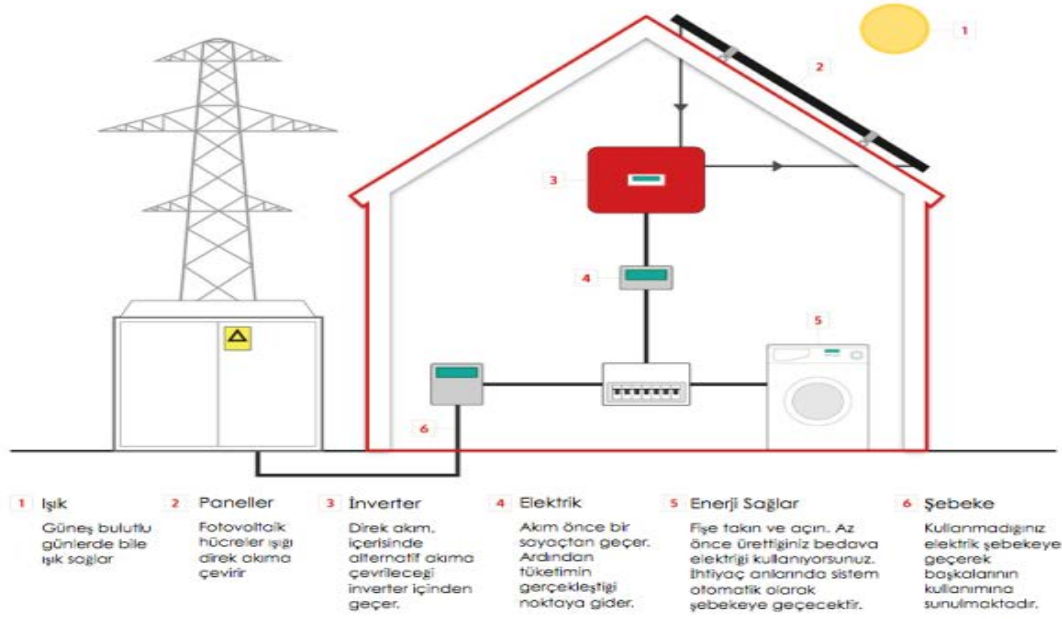 1
2
3
4
5
6
1 Işık
Güneş bulutlu
günlerde bile
ışık sağlar
2 Paneller
Fotovoltaik
hücreler ışığı
direk akıma
çevirir
3 İnverter
Direk akım,
içerisinde
alternatif akıma
çevrileceği
inverter içinden
geçer.
4 Elektrik
Akım önce bir
sayaçtan geçer.
Ardından
tüketimin
gerçekleştiği
noktaya gider.
5 Enerji Sağlar
Fişe takın ve açın. Az
önce ürettiğiniz bedava
elektriği kullanıyorsunuz.
İhtiyaç anlarında sistem
otomatik olarak
şebekeye geçecektir.
6 Şebeke
Kullanmadığınız
elektrik şebekeye
geçerek
başkalarının
kullanımına
sunulmaktadır.